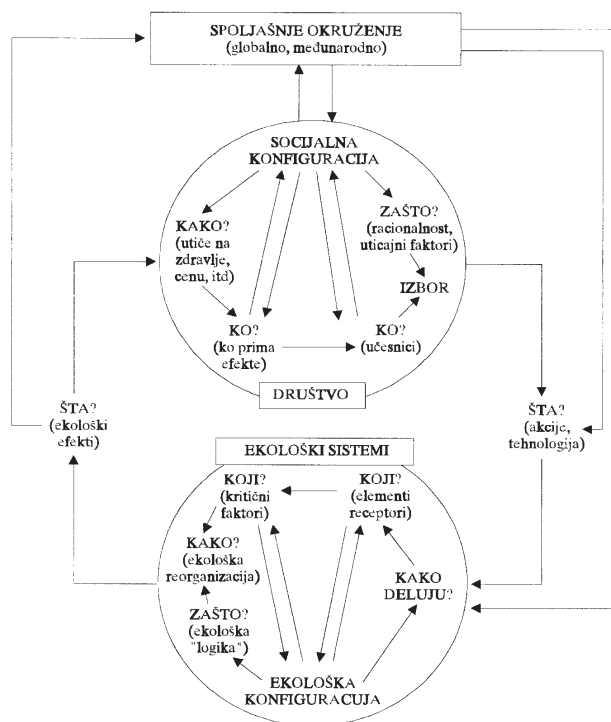 SPOLJAŠNJE OKRUŽENJE
(globalno, međunarodno)
SOCIJALNA
KONFIGURACIJA
KAKO?
(utiče na
zdravlje,
cenu, itd)
ZAŠTO?
(racionalnost,
uticajni faktori)
IZBOR
KO?
(ko prima
efekte)
KO?
(učesnici)
DRUŠTVO
ŠTA?
(ekološki
efekti)
ŠTA?
(akcije,
tehnologija)
EKOLOŠKI SISTEMI
KOJI?
(kritični
faktori)
KOJI?
(elementi
receptori)
KAKO?
(ekološka
reorganizacija)
KAKO
DELUJU?
ZAŠTO?
(ekološka
"logika")
EKOLOŠKA
KONFIGURACUJA